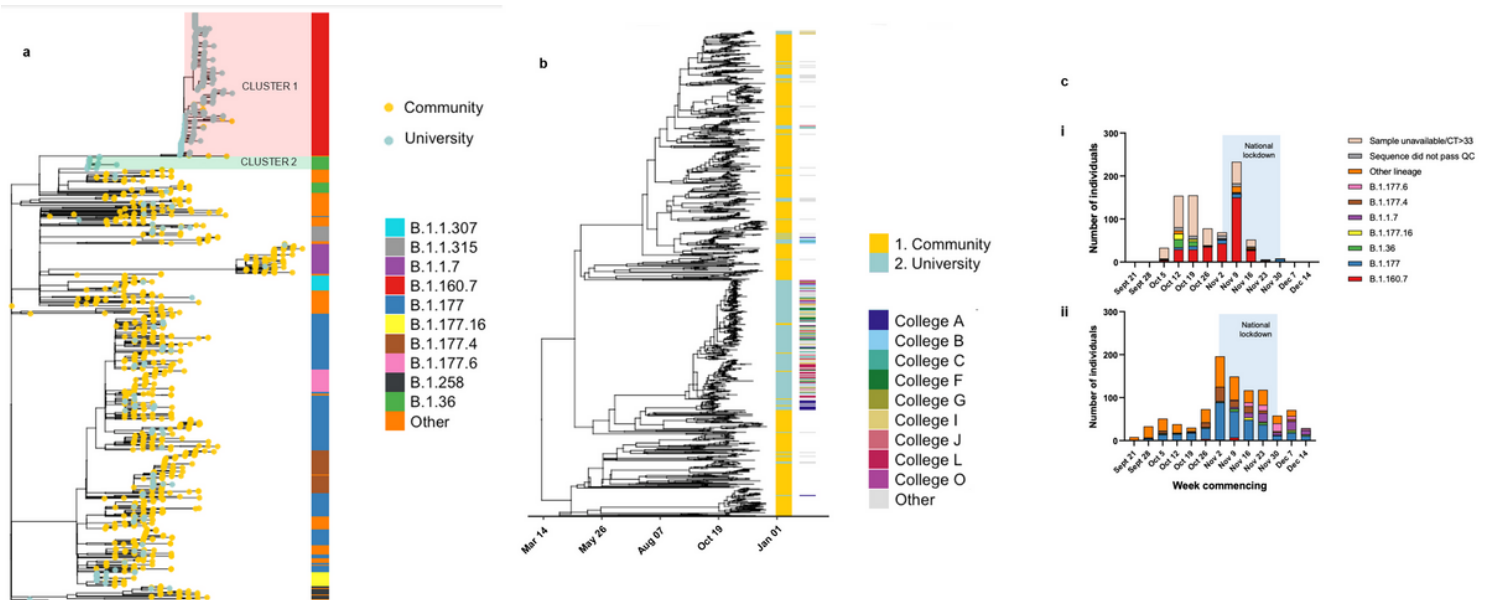 a
CLUSTER 1
CLUSTER 2
Community
University
B.1.1.307
B.1.1.315
B.1.1.7
B.1.160.7
B.1.177
B.1.177.16
B.1.177.4
B.1.177.6
B.1.258
B.1.36
Other
b
Mar 14
May 26
Aug 07
Oct 19
Jan 01
1. Community
2. University
College A
College B
College C
College F
College G
College I
College J
College L
College O
Other
c
i
Number of individuals
300
200
100
0
National
lockdown
Sept 21
Sept 28
Oct 5
Oct 12
Oct 19
Oct 26
Nov 2
Nov 9
Nov 16
Nov 23
Nov 30
Dec 7
Dec 14
Sample unavailable/CT>33
Sequence did not pass QC
Other lineage
B.1.177.6
B.1.177.4
B.1.1.7
B.1.177.16
B.1.36
B.1.177
B.1.160.7
ii
Number of individuals
300
200
100
0
National
lockdown
Sept 21
Sept 28
Oct 5
Oct 12
Oct 19
Oct 26
Nov 2
Nov 9
Nov 16
Nov 23
Nov 30
Dec 7
Dec 14
Week commencing